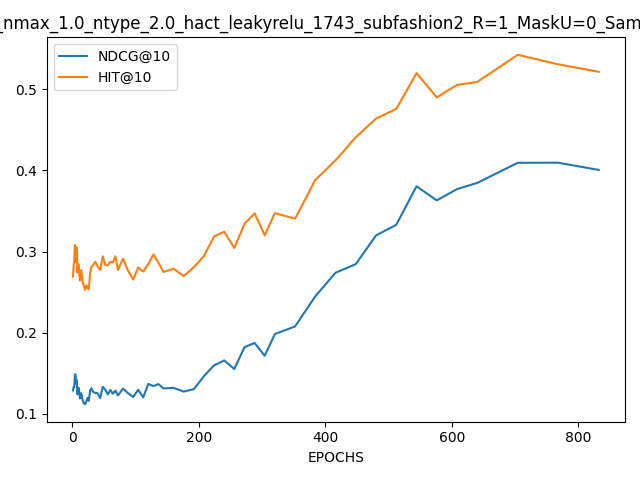 _nmax_1.0_ntype_2.0_hact_leakyrelu_1743_subfashion2_R=1_MaskU=0_Sam
NDCG@10
HIT@10
0.5
0.4
0.3
0.2
0.1
0 200 400 600 800
EPOCHS